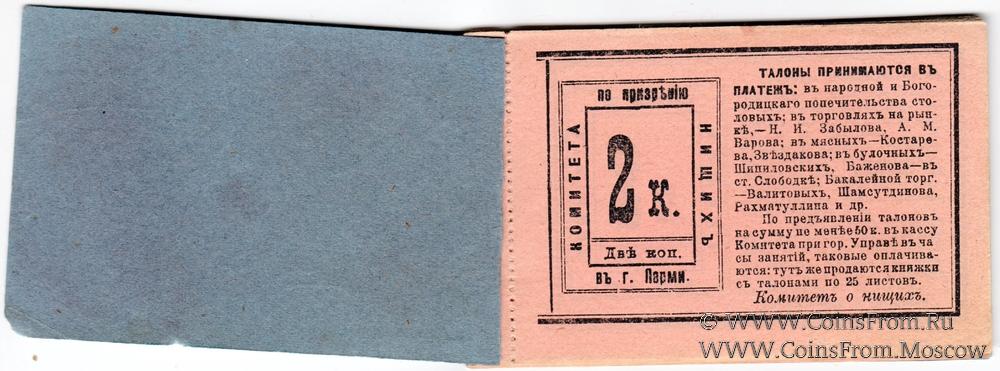 по призрѣнію
КОМИТЕТА
НИЩИХЪ
2 к.
Двѣ коп.
въ г. Перми.
ТАЛОНЫ ПРИНИМАЮТСЯ ВЪ
ПЛАТЕЖЪ: въ народной и Бого-
родицкаго попечительства сто-
ловыхъ; въ торговляхъ на рын-
кѣ,—Н. И. Забылова, А. М.
Варова; въ мясныхъ—Костаре-
ва, Звѣздакова; въ булочныхъ—
Шипиловскихъ, Баженова—въ
ст. Слободкѣ; Бакалейной торг.
—Валитовыхъ, Шамсутдинова,
Рахматуллина и др.
По предъявленіи талоновъ
на сумму не менѣе 50 к. въ кассу
Комитета при гор. Управѣ въ ча-
сы занятій, таковые оплачива-
ются: тутъ же продаются книжки
съ талонами по 25 листовъ.
Комитетъ о нищихъ.
© WWW.CoinsFrom.Ru
WWW.CoinsFrom.Moscow